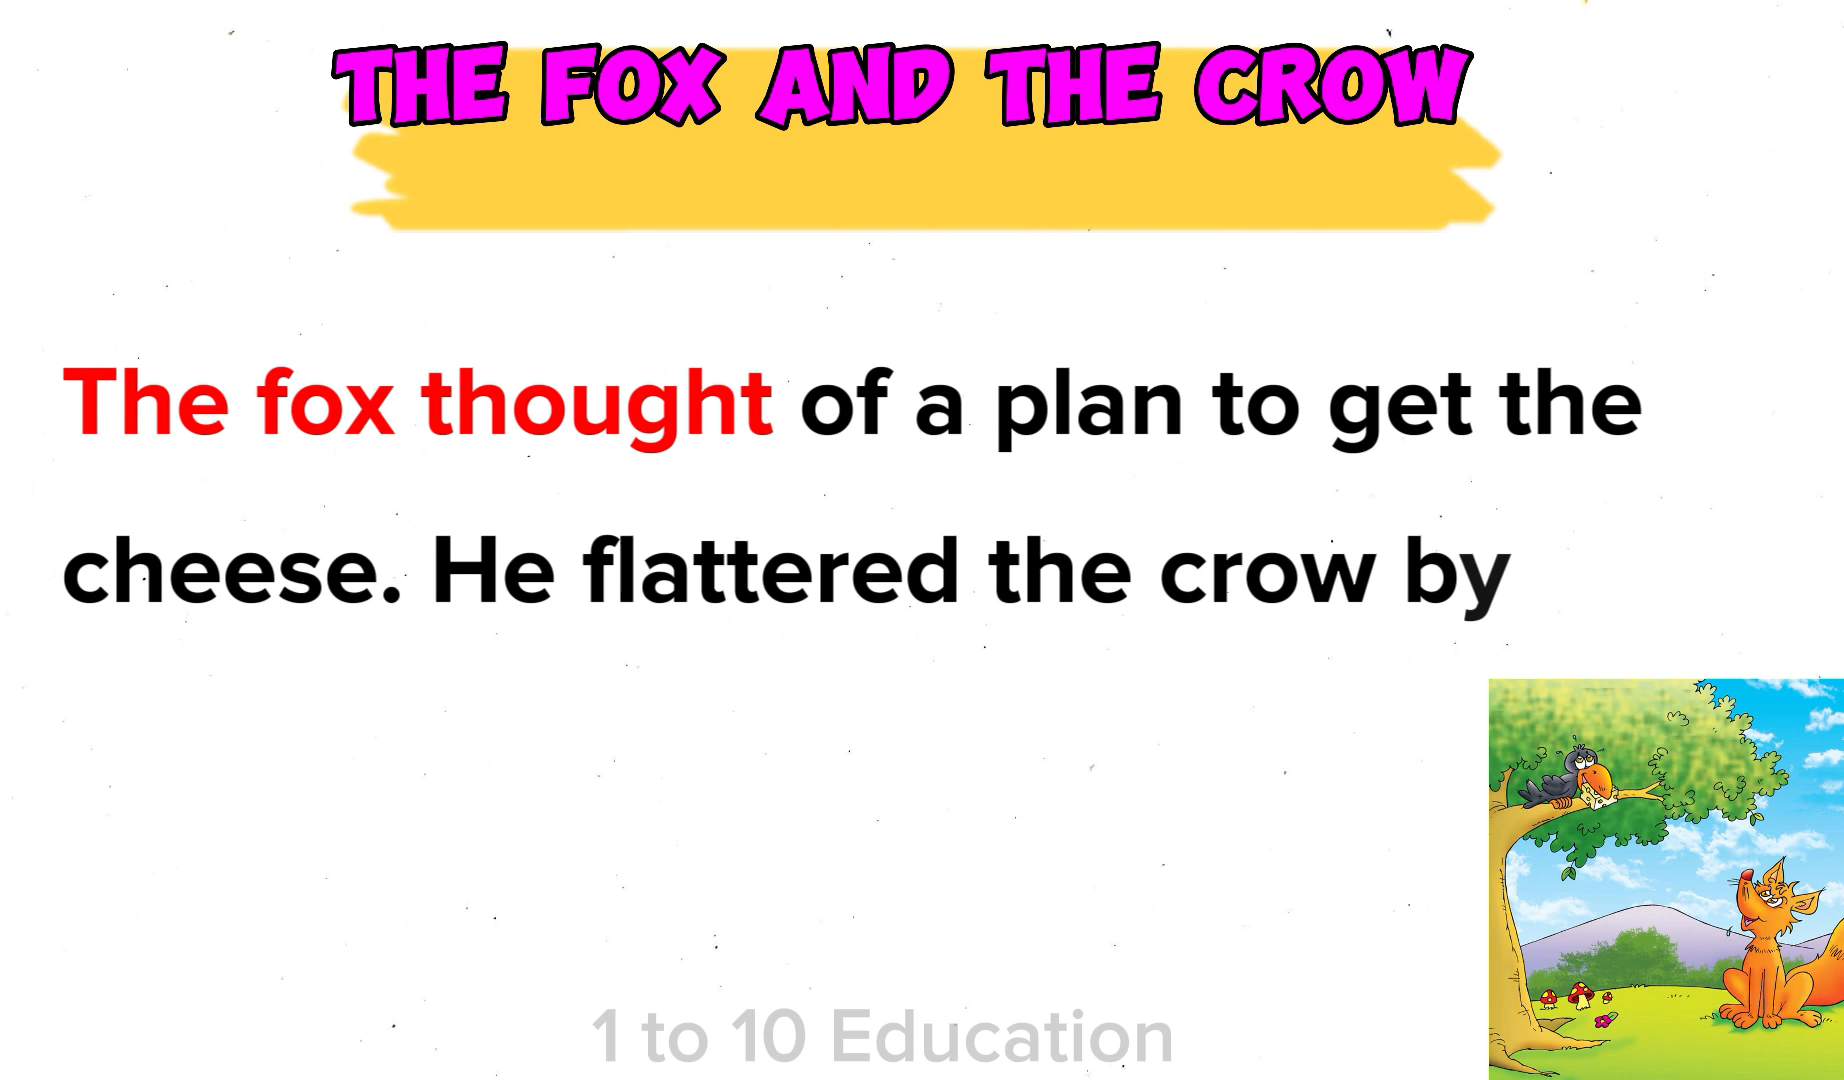 THE FOX AND THE CROW
The fox thought of a plan to get the
cheese. He flattered the crow by
1 to 10 Education